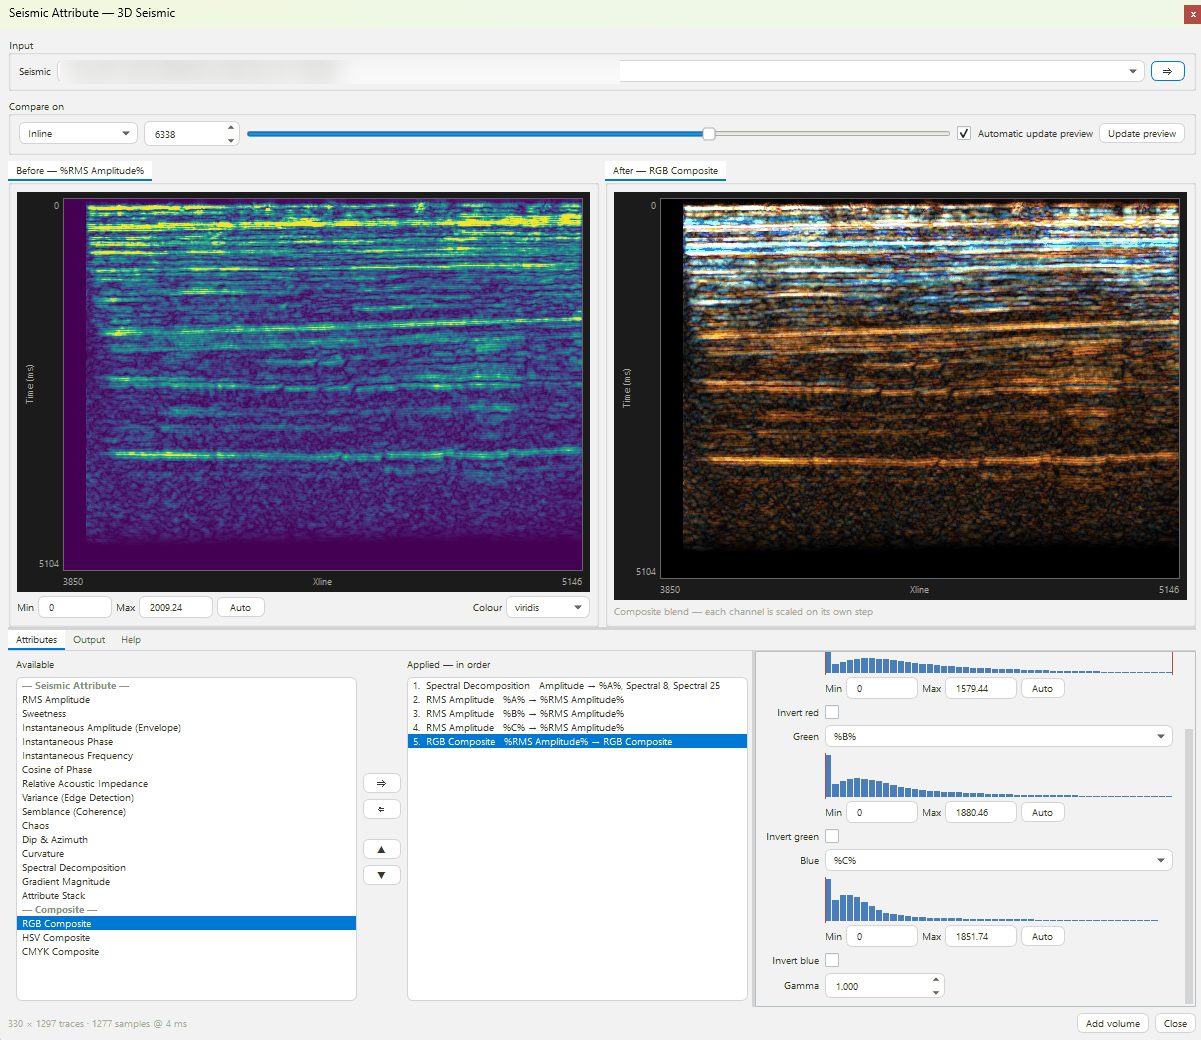 Seismic Attribute — 3D Seismic
x
Input
Seismic
⇒
Compare on
Inline
6338
Automatic update preview
Update preview
Before — %RMS Amplitude%
After — RGB Composite
0
Time (ms)
5104
3850
Xline
5146
0
Time (ms)
5104
3850
Xline
5146
Min
0
Max
2009.24
Auto
Colour
viridis
Composite blend — each channel is scaled on its own step
Attributes
Output
Help
Available
— Seismic Attribute —
RMS Amplitude
Sweetness
Instantaneous Amplitude (Envelope)
Instantaneous Phase
Instantaneous Frequency
Cosine of Phase
Relative Acoustic Impedance
Variance (Edge Detection)
Semblance (Coherence)
Chaos
Dip & Azimuth
Curvature
Spectral Decomposition
Gradient Magnitude
Attribute Stack
— Composite —
RGB Composite
HSV Composite
CMYK Composite
⇒
⇐
▲
▼
Applied — in order
1. Spectral Decomposition Amplitude → %A%, Spectral 8, Spectral 25
2. RMS Amplitude %A% → %RMS Amplitude%
3. RMS Amplitude %B% → %RMS Amplitude%
4. RMS Amplitude %C% → %RMS Amplitude%
5. RGB Composite %RMS Amplitude% → RGB Composite
Min
0
Max
1579.44
Auto
Invert red
Green
%B%
Min
0
Max
1880.46
Auto
Invert green
Blue
%C%
Min
0
Max
1851.74
Auto
Invert blue
Gamma
1.000
330 × 1297 traces · 1277 samples @ 4 ms
Add volume
Close